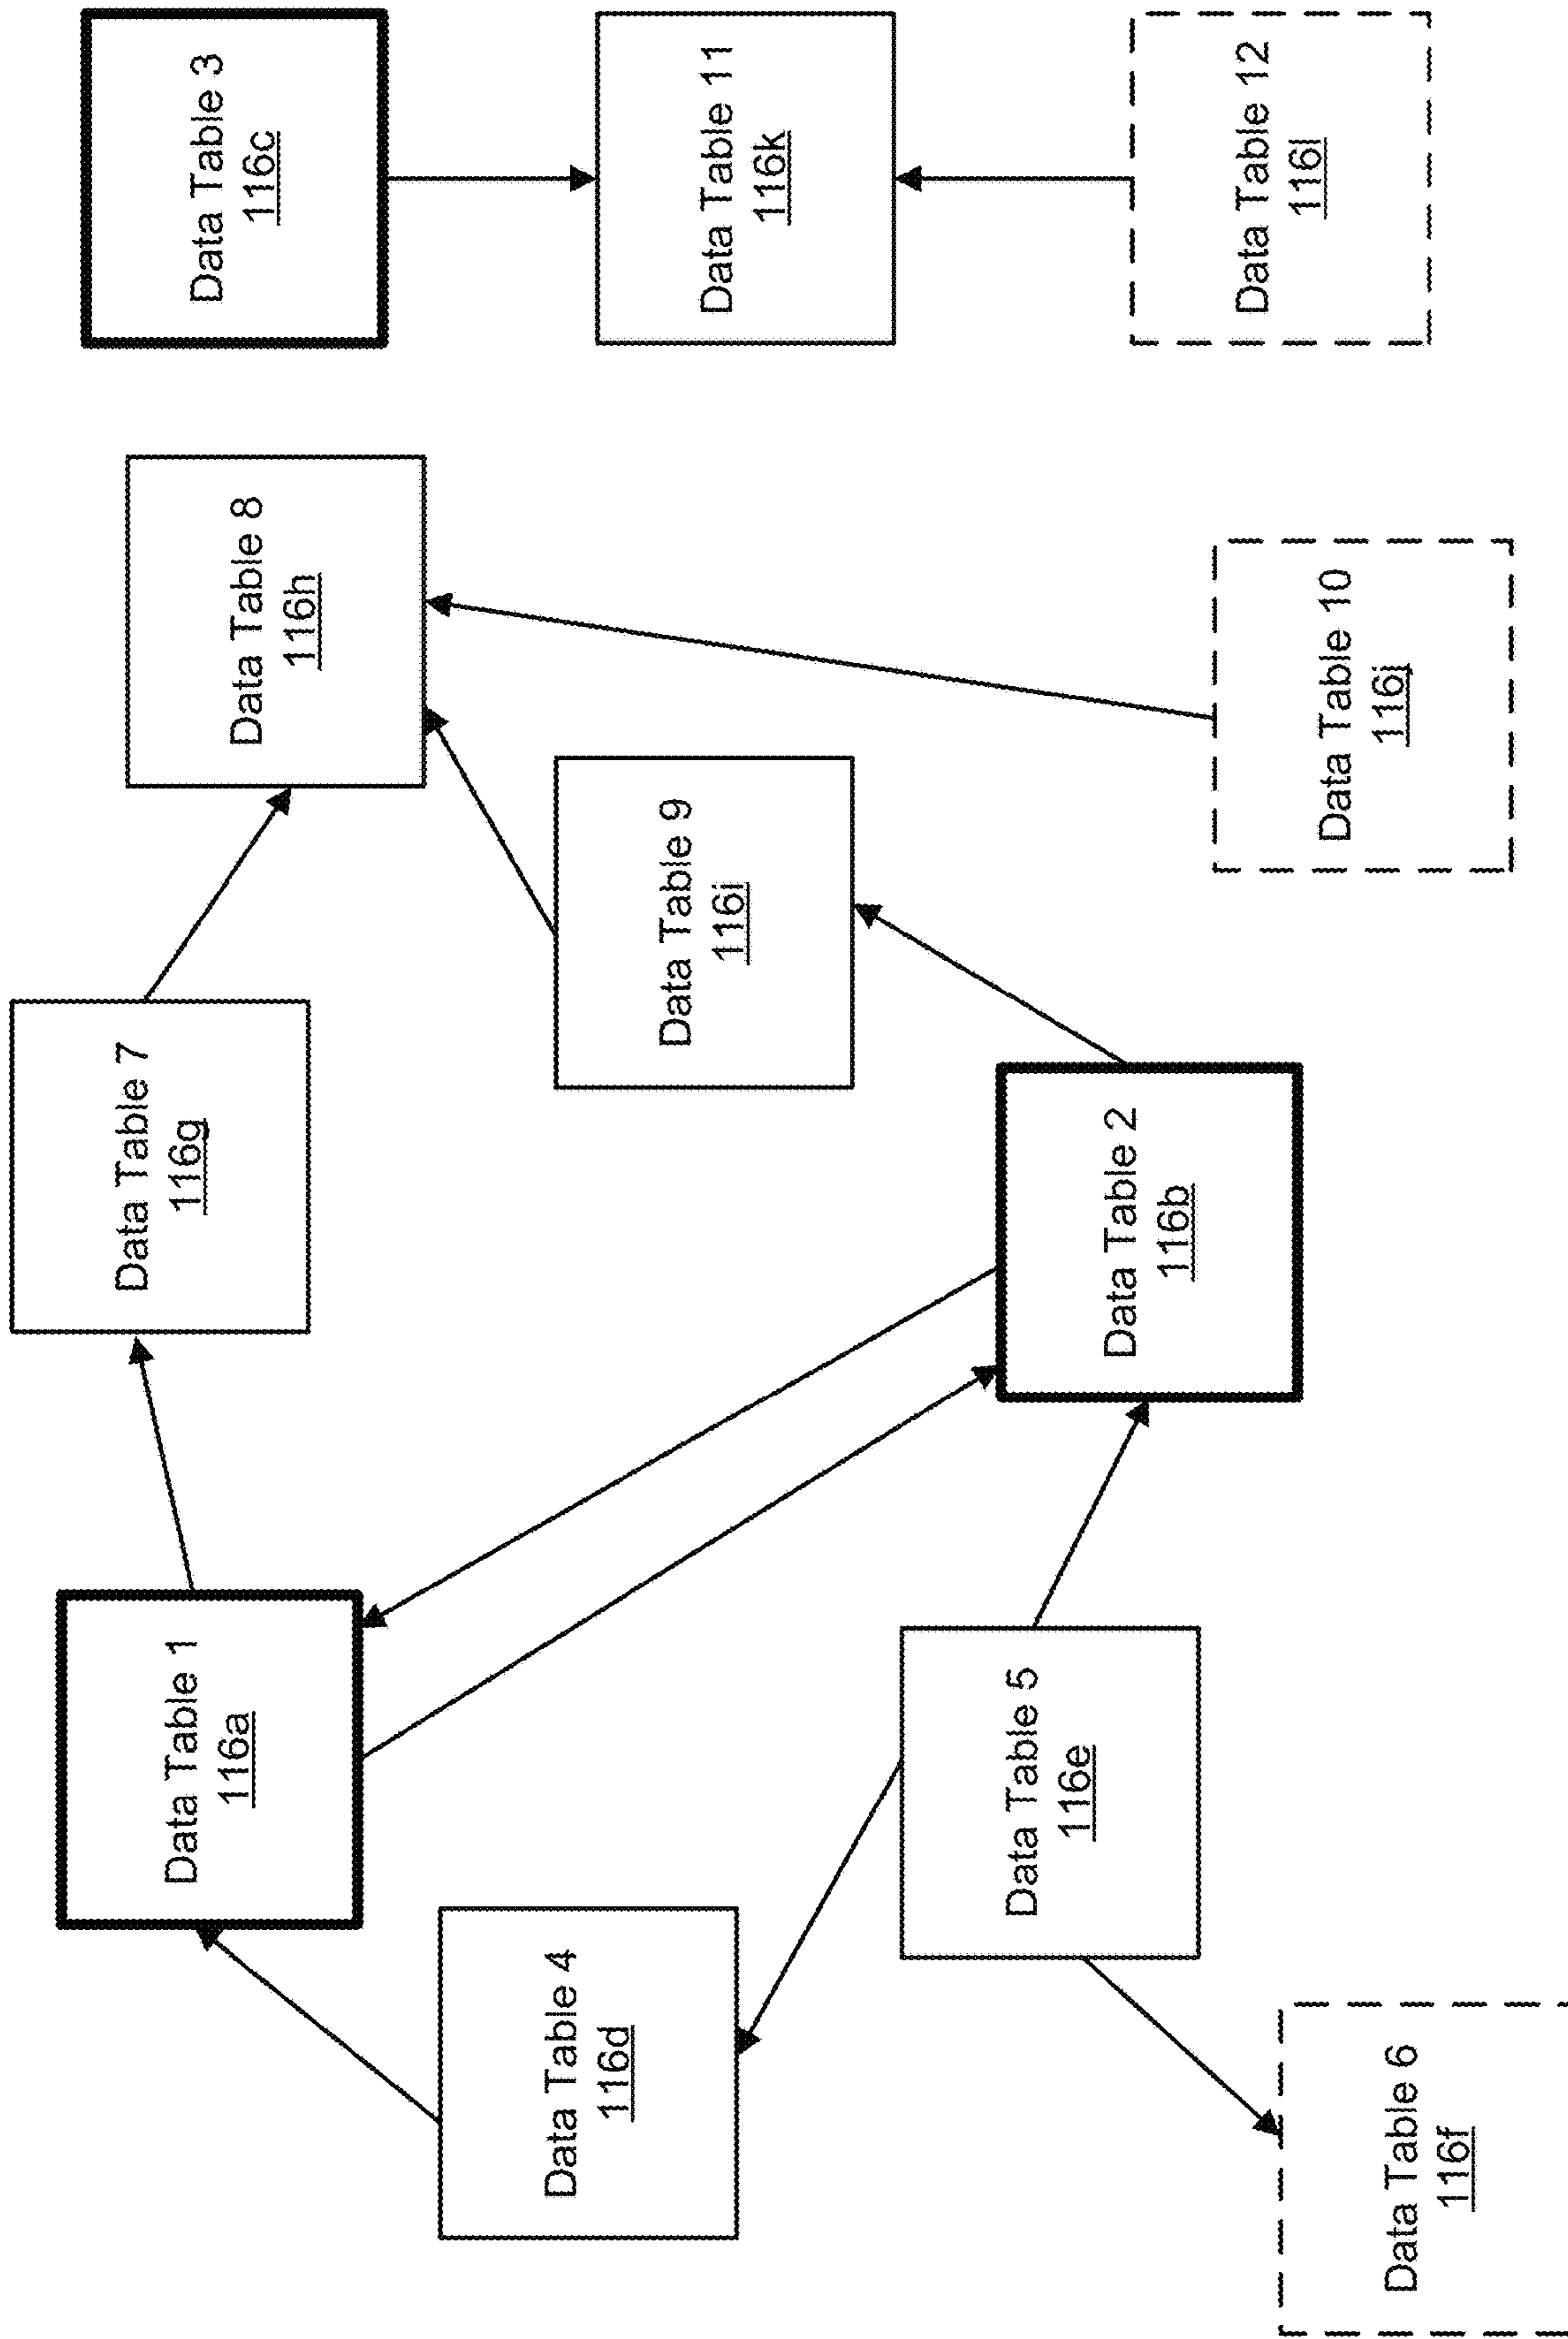 Data Table 1
116a
Data Table 7
116g
Data Table 8
116h
Data Table 3
116c
Data Table 4
116d
Data Table 9
116i
Data Table 11
116k
Data Table 5
116e
Data Table 2
116b
Data Table 6
116f
Data Table 10
116j
Data Table 12
116l